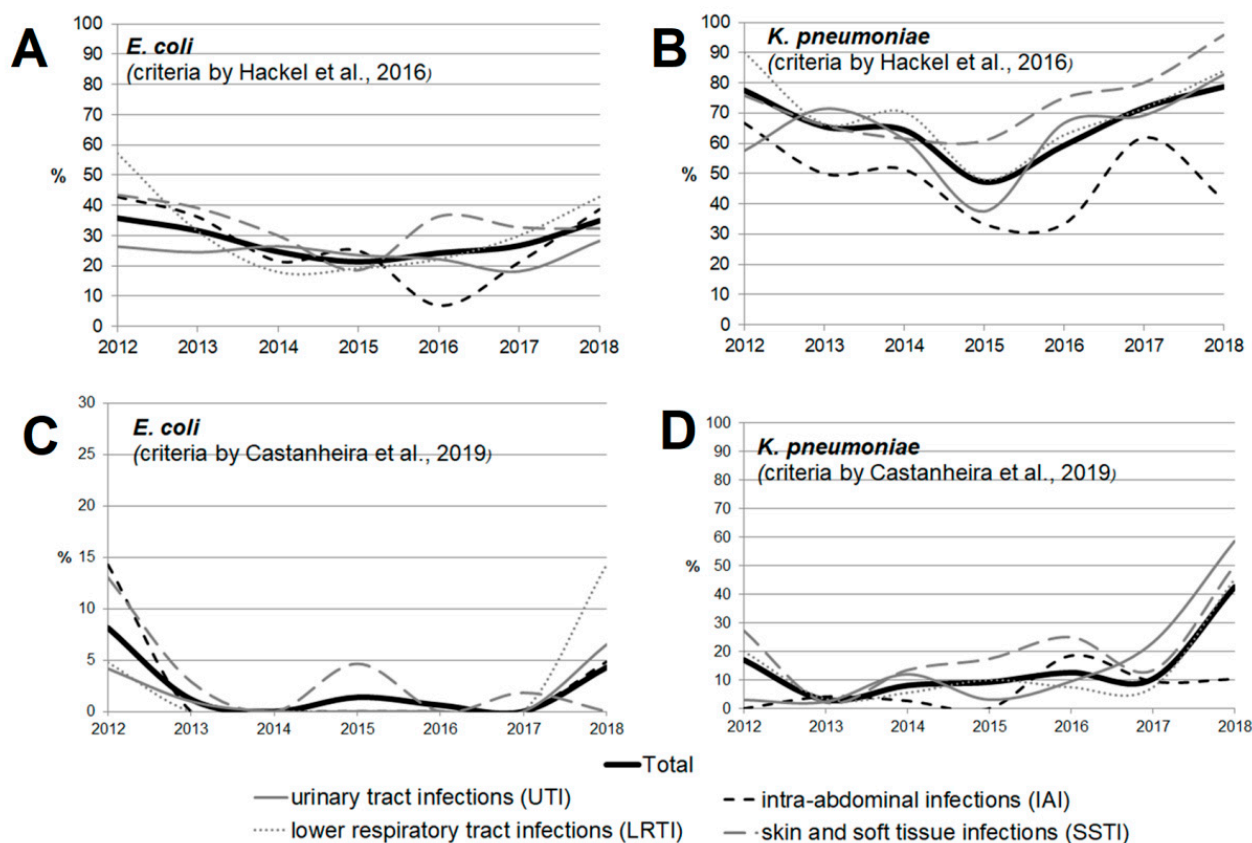 A
E. coli
(criteria by Hackel et al., 2016)
100
90
80
70
60
50
40
30
20
10
0
%
2012 2013 2014 2015 2016 2017 2018
B
K. pneumoniae
(criteria by Hackel et al., 2016)
100
90
80
70
60
50
40
30
20
10
0
%
2012 2013 2014 2015 2016 2017 2018
C
E. coli
(criteria by Castanheira et al., 2019)
30
25
20
15
10
5
0
%
2012 2013 2014 2015 2016 2017 2018
D
K. pneumoniae
(criteria by Castanheira et al., 2019)
100
90
80
70
60
50
40
30
20
10
0
%
2012 2013 2014 2015 2016 2017 2018
Total
urinary tract infections (UTI)
intra-abdominal infections (IAI)
lower respiratory tract infections (LRTI)
skin and soft tissue infections (SSTI)